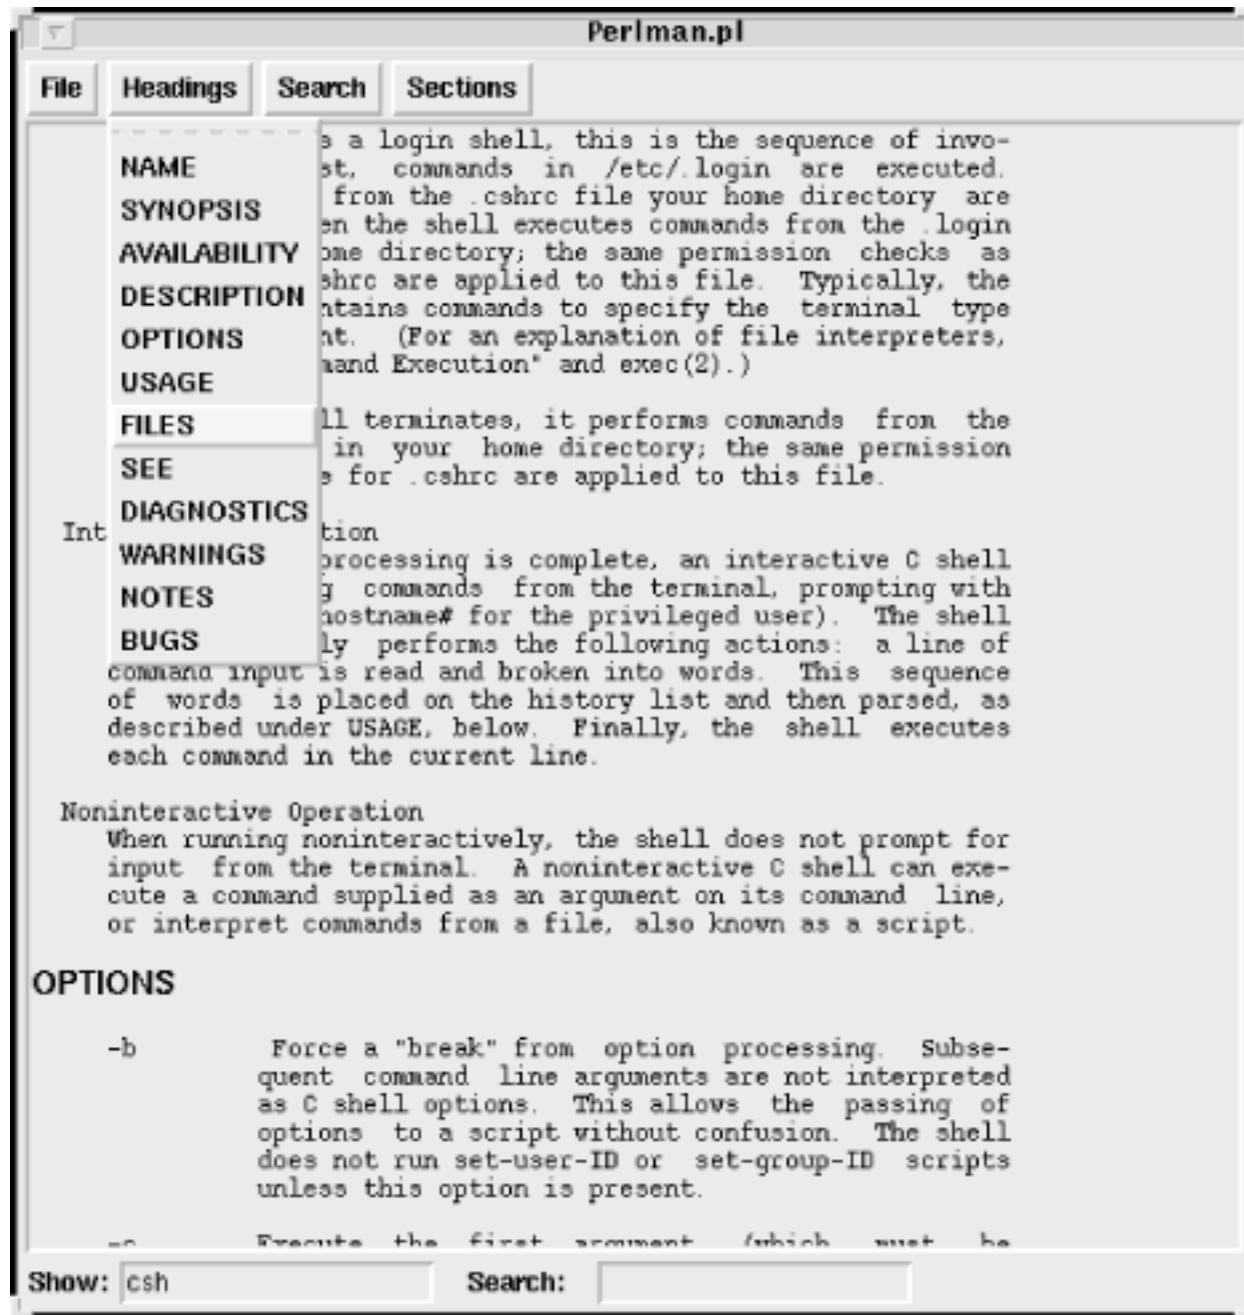 Perlman.pl
File Headings Search Sections
NAME
SYNOPSIS
AVAILABILITY
DESCRIPTION
OPTIONS
USAGE
FILES
SEE
DIAGNOSTICS
WARNINGS
NOTES
BUGS
s a login shell, this is the sequence of invo-
st, commands in /etc/.login are executed.
from the .cshrc file your home directory are
en the shell executes commands from the .login
ome directory; the same permission checks as
shrc are applied to this file. Typically, the
ntains commands to specify the terminal type
nt. (For an explanation of file interpreters,
mand Execution" and exec(2).)
ll terminates, it performs commands from the
in your home directory; the same permission
s for .cshrc are applied to this file.
Int tion
processing is complete, an interactive C shell
g commands from the terminal, prompting with
hostname# for the privileged user). The shell
ly performs the following actions: a line of
command input is read and broken into words. This sequence
of words is placed on the history list and then parsed, as
described under USAGE, below. Finally, the shell executes
each command in the current line.
Noninteractive Operation
When running noninteractively, the shell does not prompt for
input from the terminal. A noninteractive C shell can exe-
cute a command supplied as an argument on its command line,
or interpret commands from a file, also known as a script.
OPTIONS
-b Force a "break" from option processing. Subse-
quent command line arguments are not interpreted
as C shell options. This allows the passing of
options to a script without confusion. The shell
does not run set-user-ID or set-group-ID scripts
unless this option is present.
-c Execute the first argument (which must be
Show: csh Search: